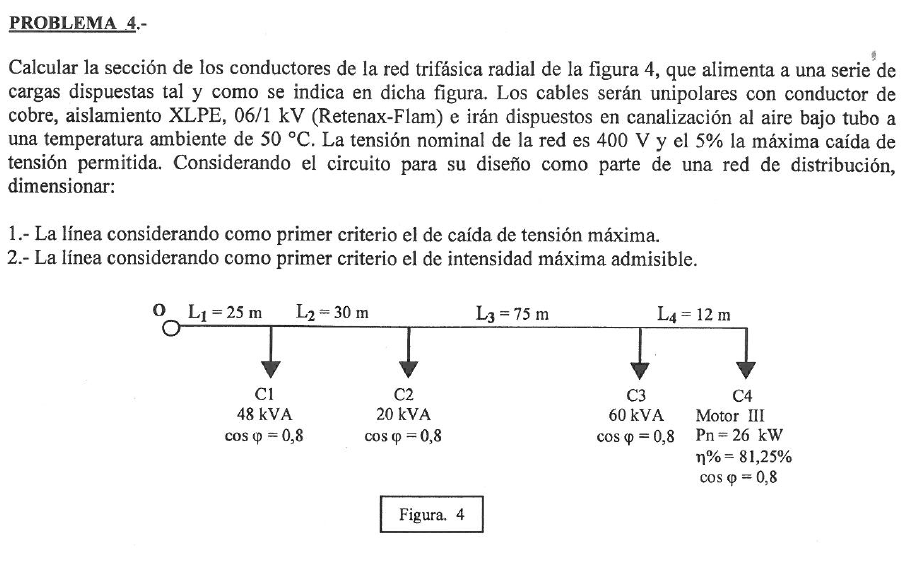 PROBLEMA 4.-
Calcular la sección de los conductores de la red trifásica radial de la figura 4, que alimenta a una serie de
cargas dispuestas tal y como se indica en dicha figura. Los cables serán unipolares con conductor de
cobre, aislamiento XLPE, 06/1 kV (Retenax-Flam) e irán dispuestos en canalización al aire bajo tubo a
una temperatura ambiente de 50 °C. La tensión nominal de la red es 400 V y el 5% la máxima caída de
tensión permitida. Considerando el circuito para su diseño como parte de una red de distribución,
dimensionar:
1.- La línea considerando como primer criterio el de caída de tensión máxima.
2.- La línea considerando como primer criterio el de intensidad máxima admisible.
O L1 = 25 m L2 = 30 m L3 = 75 m L4 = 12 m
C1 C2 C3 C4
48 kVA 20 kVA 60 kVA Motor III
cos φ = 0,8 cos φ = 0,8 cos φ = 0,8 Pn = 26 kW
η% = 81,25%
cos φ = 0,8
Figura. 4